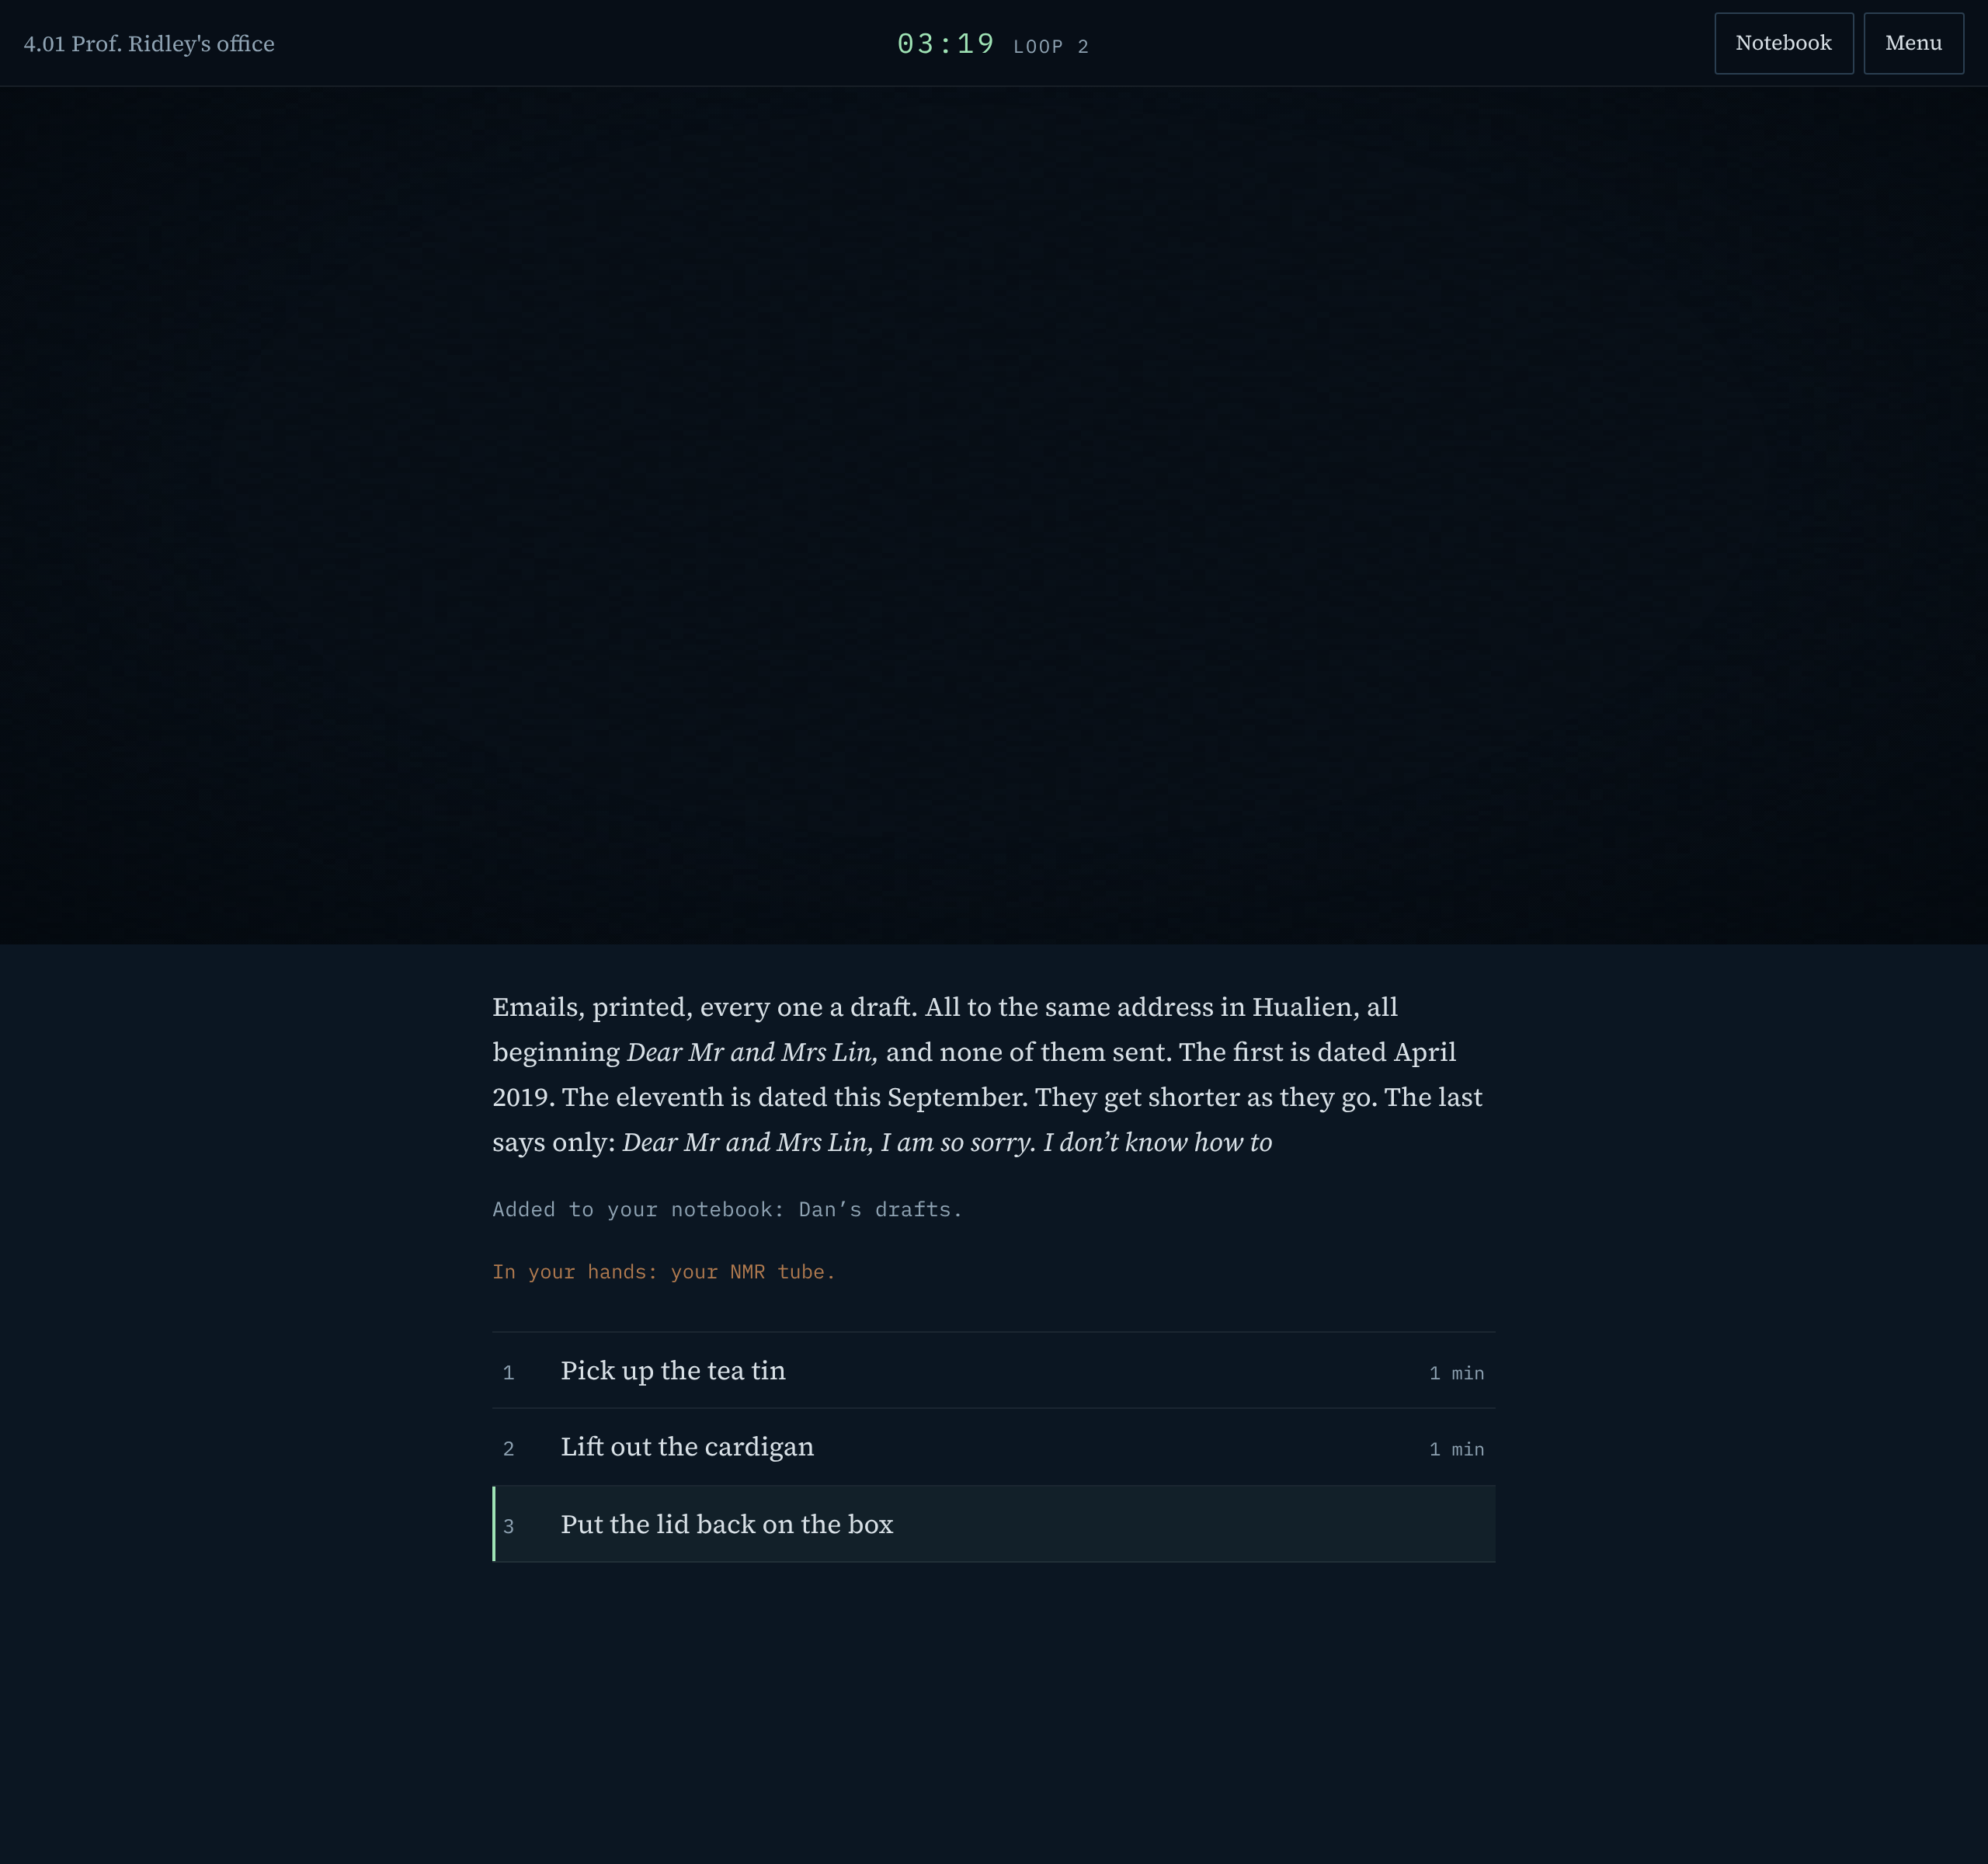 4.01 Prof. Ridley's office
03:19 LOOP 2
Notebook
Menu
Emails, printed, every one a draft. All to the same address in Hualien, all
beginning Dear Mr and Mrs Lin, and none of them sent. The first is dated April
2019. The eleventh is dated this September. They get shorter as they go. The last
says only: Dear Mr and Mrs Lin, I am so sorry. I don’t know how to
Added to your notebook: Dan’s drafts.
In your hands: your NMR tube.
1 Pick up the tea tin 1 min
2 Lift out the cardigan 1 min
3 Put the lid back on the box